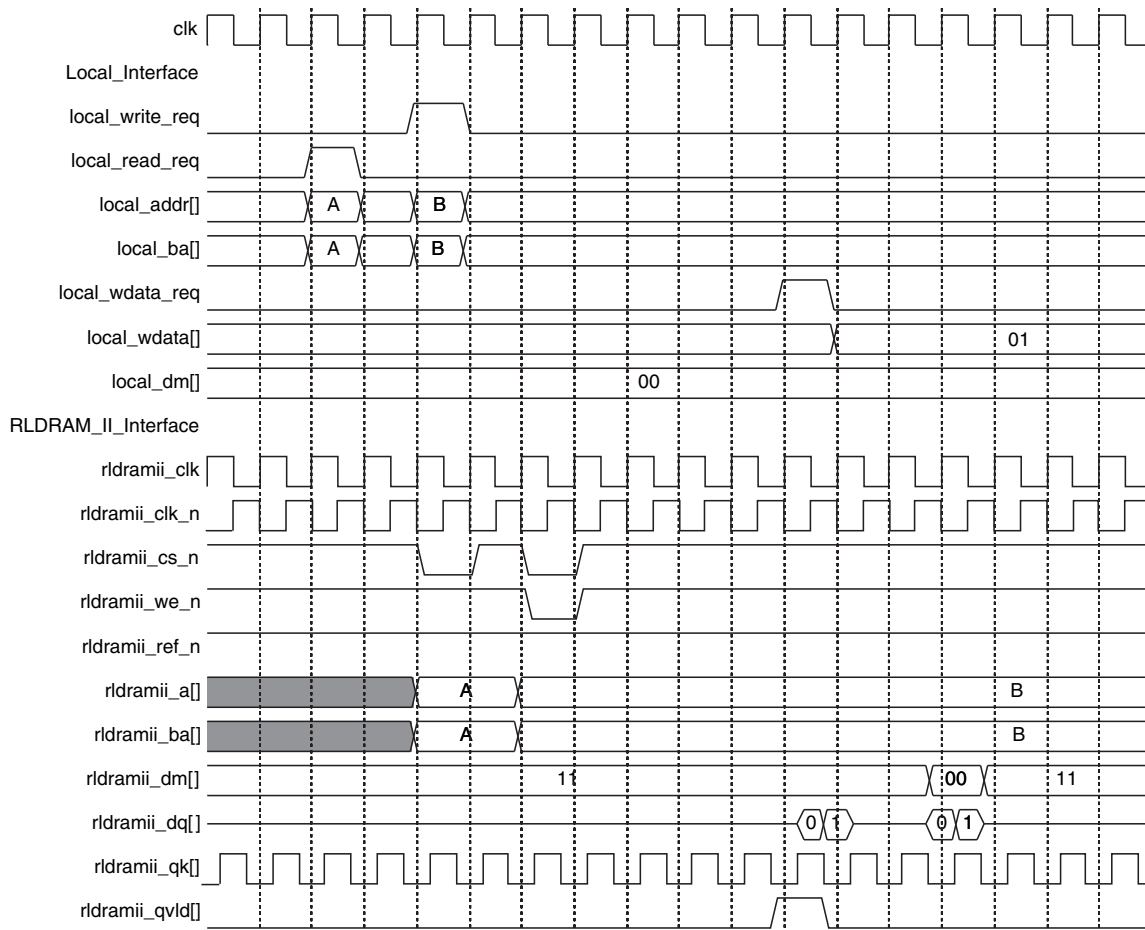 clk
Local_Interface
local_write_req
local_read_req
local_addr[] A B
local_ba[] A B
local_wdata_req
local_wdata[] 01
local_dm[] 00
RLDRAM_II_Interface
rldramii_clk
rldramii_clk_n
rldramii_cs_n
rldramii_we_n
rldramii_ref_n
rldramii_a[] A B
rldramii_ba[] A B
rldramii_dm[] 11 00 11
rldramii_dq[] 0 1 0 1
rldramii_qk[]
rldramii_qvld[]